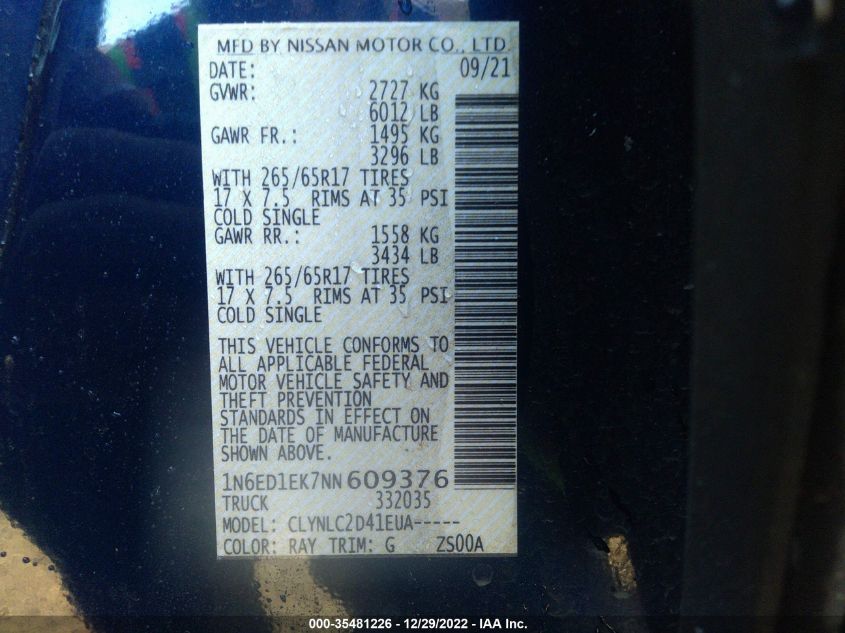 MFD BY NISSAN MOTOR CO., LTD
DATE: 09/21
GVWR: 2727 KG
6012 LB
GAWR FR.: 1495 KG
3296 LB
WITH 265/65R17 TIRES
17 X 7.5 RIMS AT 35 PSI
COLD SINGLE
GAWR RR.: 1558 KG
3434 LB
WITH 265/65R17 TIRES
17 X 7.5 RIMS AT 35 PSI
COLD SINGLE
THIS VEHICLE CONFORMS TO
ALL APPLICABLE FEDERAL
MOTOR VEHICLE SAFETY AND
THEFT PREVENTION
STANDARDS IN EFFECT ON
THE DATE OF MANUFACTURE
SHOWN ABOVE.
1N6ED1EK7NN609376
TRUCK 332035
MODEL: CLYNLC2D41EUA-----
COLOR: RAY TRIM: G ZS00A
000-35481226 - 12/29/2022 - IAA Inc.